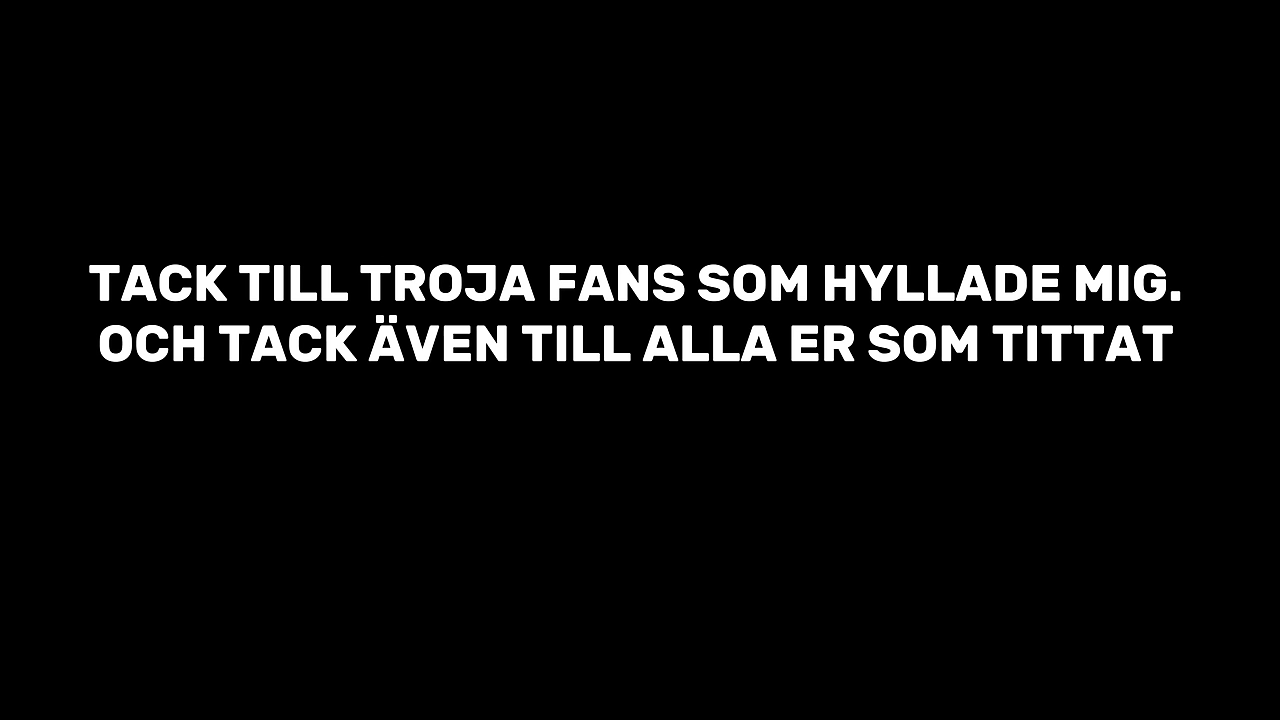 TACK TILL TROJA FANS SOM HYLLADE MIG.
OCH TACK ÄVEN TILL ALLA ER SOM TITTAT